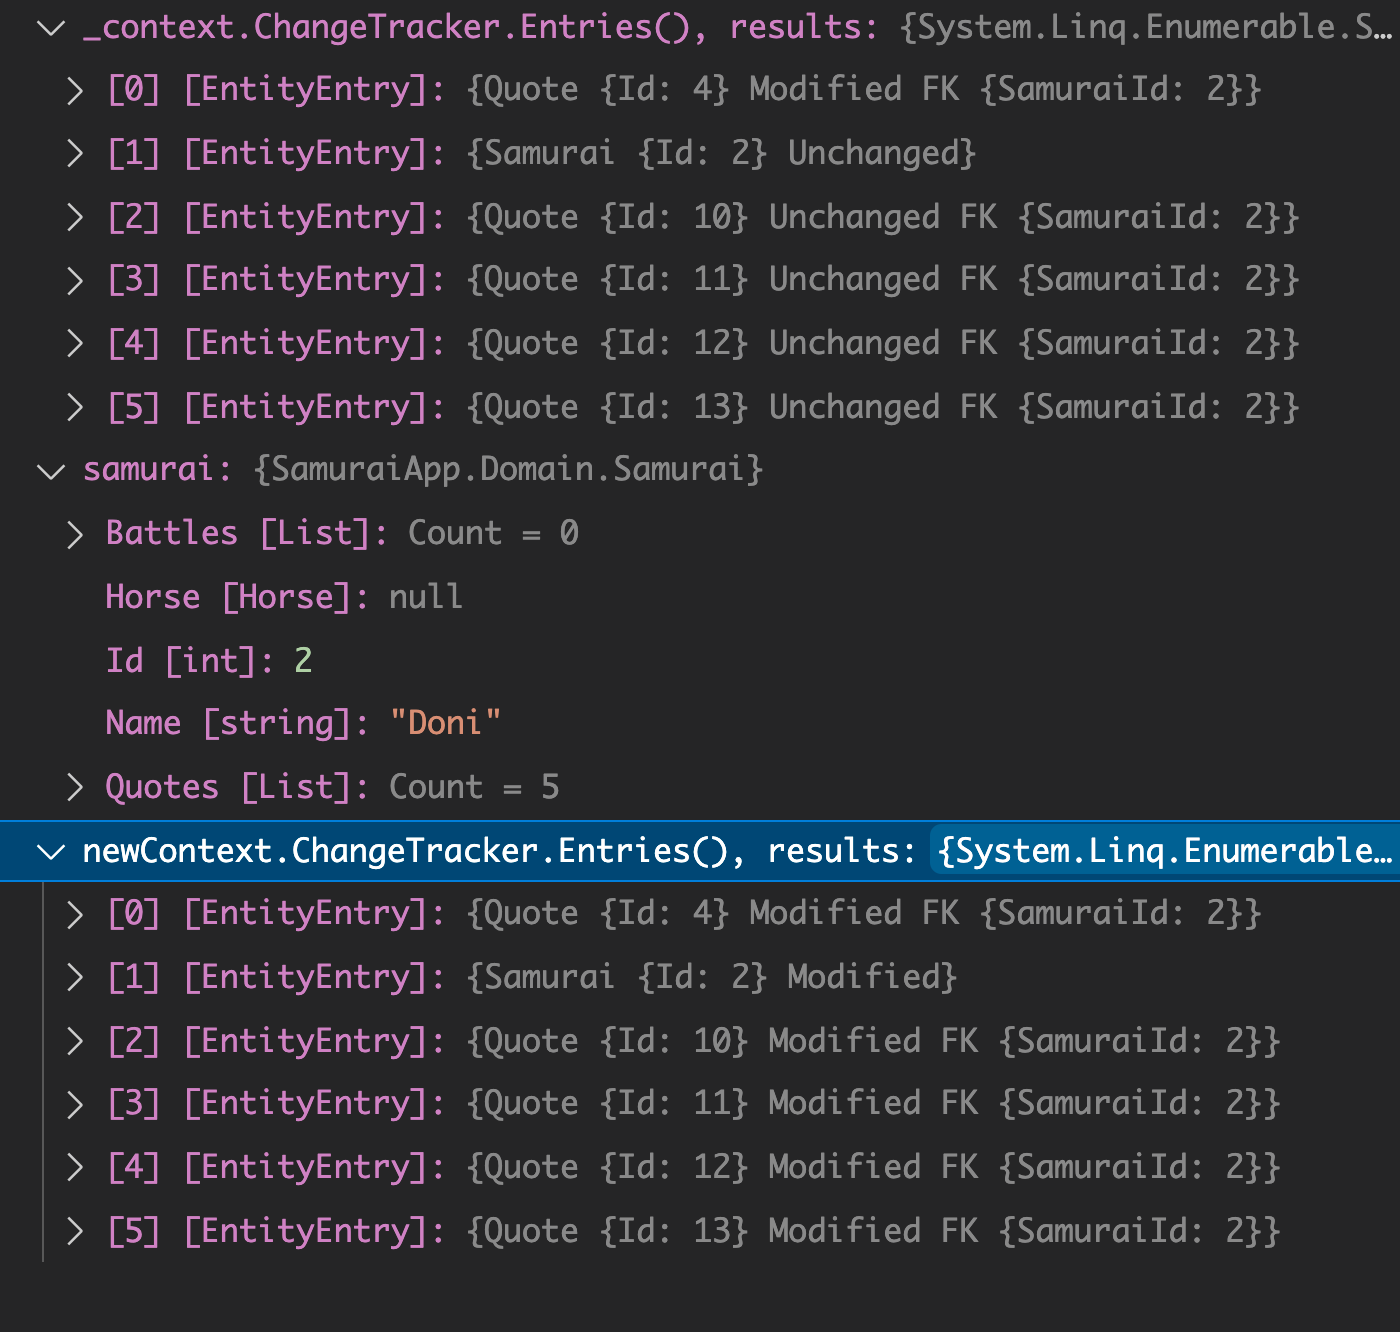 _context.ChangeTracker.Entries(), results: {System.Linq.Enumerable.S…
[0] [EntityEntry]: {Quote {Id: 4} Modified FK {SamuraiId: 2}}
[1] [EntityEntry]: {Samurai {Id: 2} Unchanged}
[2] [EntityEntry]: {Quote {Id: 10} Unchanged FK {SamuraiId: 2}}
[3] [EntityEntry]: {Quote {Id: 11} Unchanged FK {SamuraiId: 2}}
[4] [EntityEntry]: {Quote {Id: 12} Unchanged FK {SamuraiId: 2}}
[5] [EntityEntry]: {Quote {Id: 13} Unchanged FK {SamuraiId: 2}}
samurai: {SamuraiApp.Domain.Samurai}
Battles [List]: Count = 0
Horse [Horse]: null
Id [int]: 2
Name [string]: "Doni"
Quotes [List]: Count = 5
newContext.ChangeTracker.Entries(), results: {System.Linq.Enumerable…
[0] [EntityEntry]: {Quote {Id: 4} Modified FK {SamuraiId: 2}}
[1] [EntityEntry]: {Samurai {Id: 2} Modified}
[2] [EntityEntry]: {Quote {Id: 10} Modified FK {SamuraiId: 2}}
[3] [EntityEntry]: {Quote {Id: 11} Modified FK {SamuraiId: 2}}
[4] [EntityEntry]: {Quote {Id: 12} Modified FK {SamuraiId: 2}}
[5] [EntityEntry]: {Quote {Id: 13} Modified FK {SamuraiId: 2}}